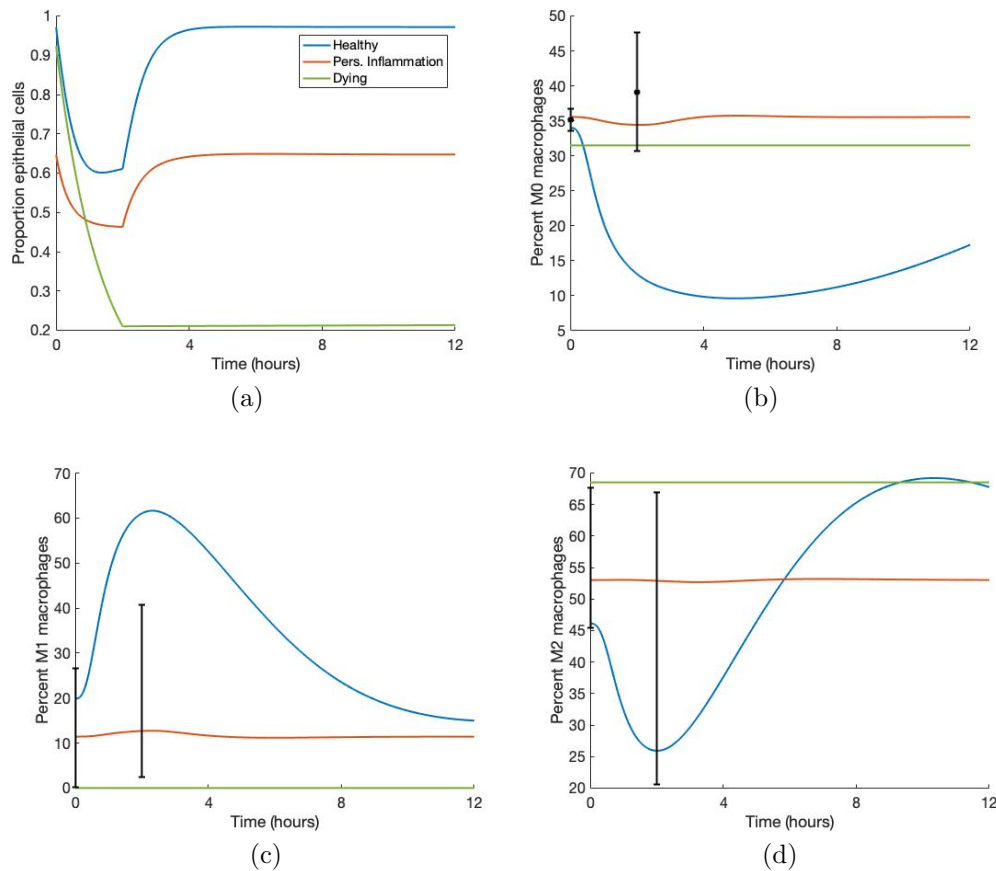 Proportion epithelial cells
1
0.9
0.8
0.7
0.6
0.5
0.4
0.3
0.2
0 4 8 12
Time (hours)
Healthy
Pers. Inflammation
Dying
(a)
Percent M0 macrophages
50
45
40
35
30
25
20
15
10
5
0 4 8 12
Time (hours)
(b)
Percent M1 macrophages
70
60
50
40
30
20
10
0
0 4 8 12
Time (hours)
(c)
Percent M2 macrophages
70
65
60
55
50
45
40
35
30
25
20
0 4 8 12
Time (hours)
(d)